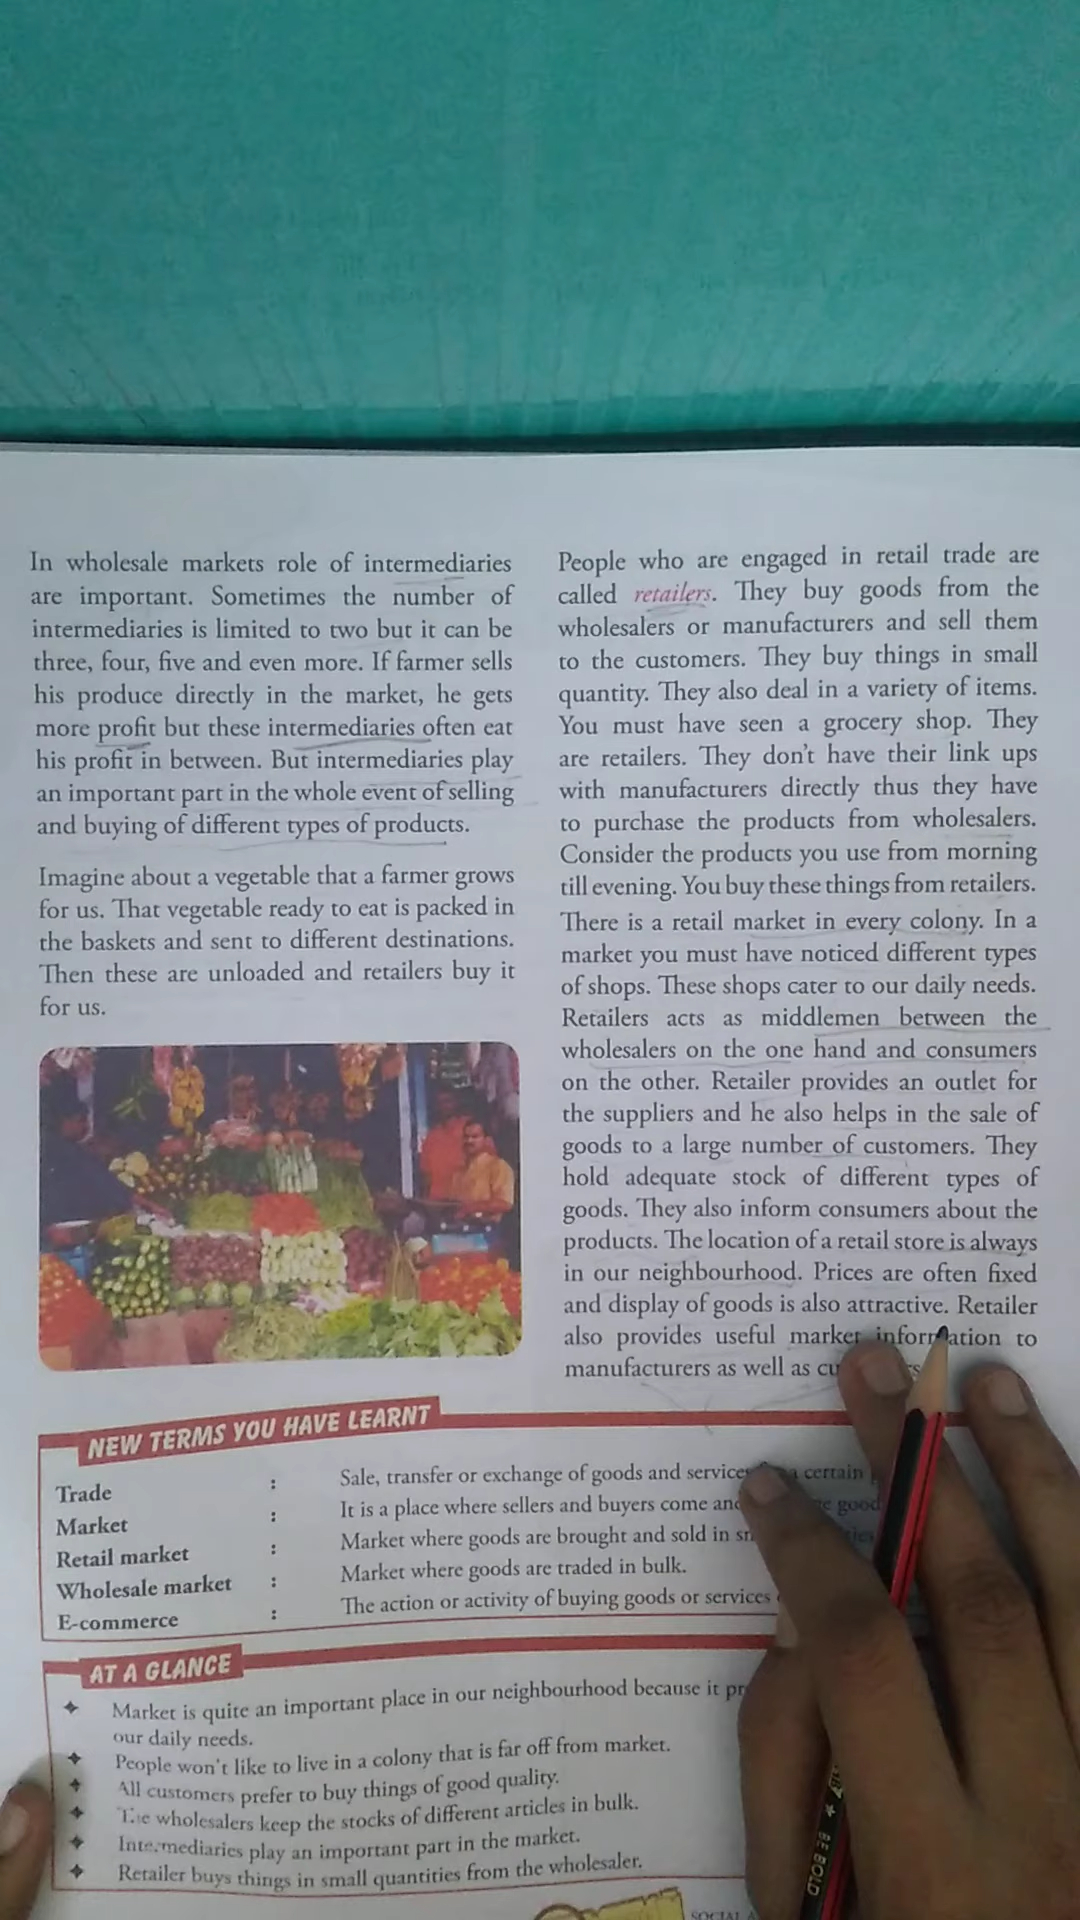 In wholesale markets role of intermediaries
are important. Sometimes the number of
intermediaries is limited to two but it can be
three, four, five and even more. If farmer sells
his produce directly in the market, he gets
more profit but these intermediaries often eat
his profit in between. But intermediaries play
an important part in the whole event of selling
and buying of different types of products.
Imagine about a vegetable that a farmer grows
for us. That vegetable ready to eat is packed in
the baskets and sent to different destinations.
Then these are unloaded and retailers buy it
for us.
People who are engaged in retail trade are
called retailers. They buy goods from the
wholesalers or manufacturers and sell them
to the customers. They buy things in small
quantity. They also deal in a variety of items.
You must have seen a grocery shop. They
are retailers. They don't have their link ups
with manufacturers directly thus they have
to purchase the products from wholesalers.
Consider the products you use from morning
till evening. You buy these things from retailers.
There is a retail market in every colony. In a
market you must have noticed different types
of shops. These shops cater to our daily needs.
Retailers acts as middlemen between the
wholesalers on the one hand and consumers
on the other. Retailer provides an outlet for
the suppliers and he also helps in the sale of
goods to a large number of customers. They
hold adequate stock of different types of
goods. They also inform consumers about the
products. The location of a retail store is always
in our neighbourhood. Prices are often fixed
and display of goods is also attractive. Retailer
also provides useful market information to
manufacturers as well as
NEW TERMS YOU HAVE LEARNT
Trade : Sale, transfer or exchange of goods and services a certain
Market : It is a place where sellers and buyers come
Retail market : Market where goods are brought and sold in
Wholesale market : Market where goods are traded in bulk.
E-commerce : The action or activity of buying goods or services
AT A GLANCE
Market is quite an important place in our neighbourhood because it
our daily needs.
People won't like to live in a colony that is far off from market.
All customers prefer to buy things of good quality.
The wholesalers keep the stocks of different articles in bulk.
Intermediaries play an important part in the market.
Retailer buys things in small quantities from the wholesaler.
SOCIAL
BE BOLD